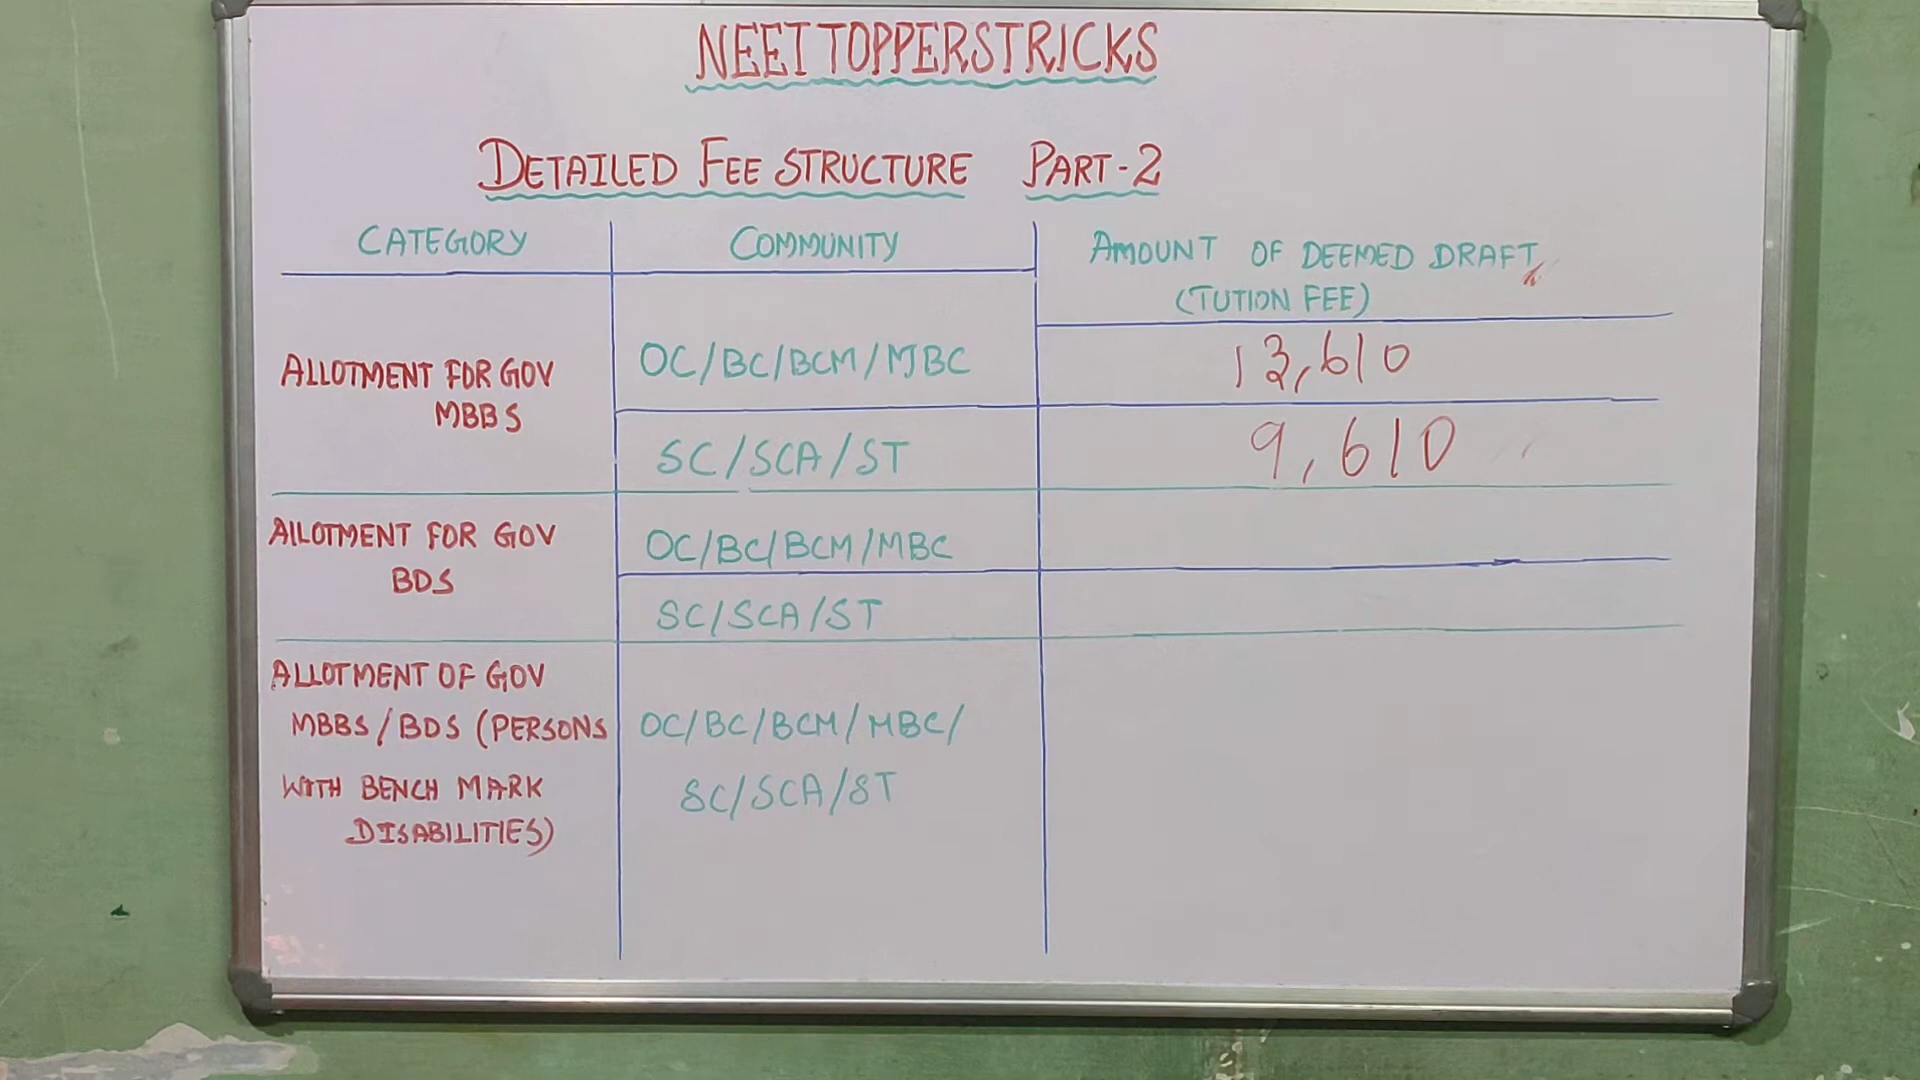 NEET TOPPERSTRICKS
DETAILED FEE STRUCTURE PART-2
CATEGORY
COMMUNITY
AMOUNT OF DEEMED DRAFT
(TUTION FEE)
ALLOTMENT FOR GOV
MBBS
OC/BC/BCM/MBC
13,610
SC/SCA/ST
9,610
ALLOTMENT FOR GOV
BDS
OC/BC/BCM/MBC
SC/SCA/ST
ALLOTMENT OF GOV
MBBS/BDS (PERSONS
WITH BENCH MARK
DISABILITIES)
OC/BC/BCM/MBC/
SC/SCA/ST